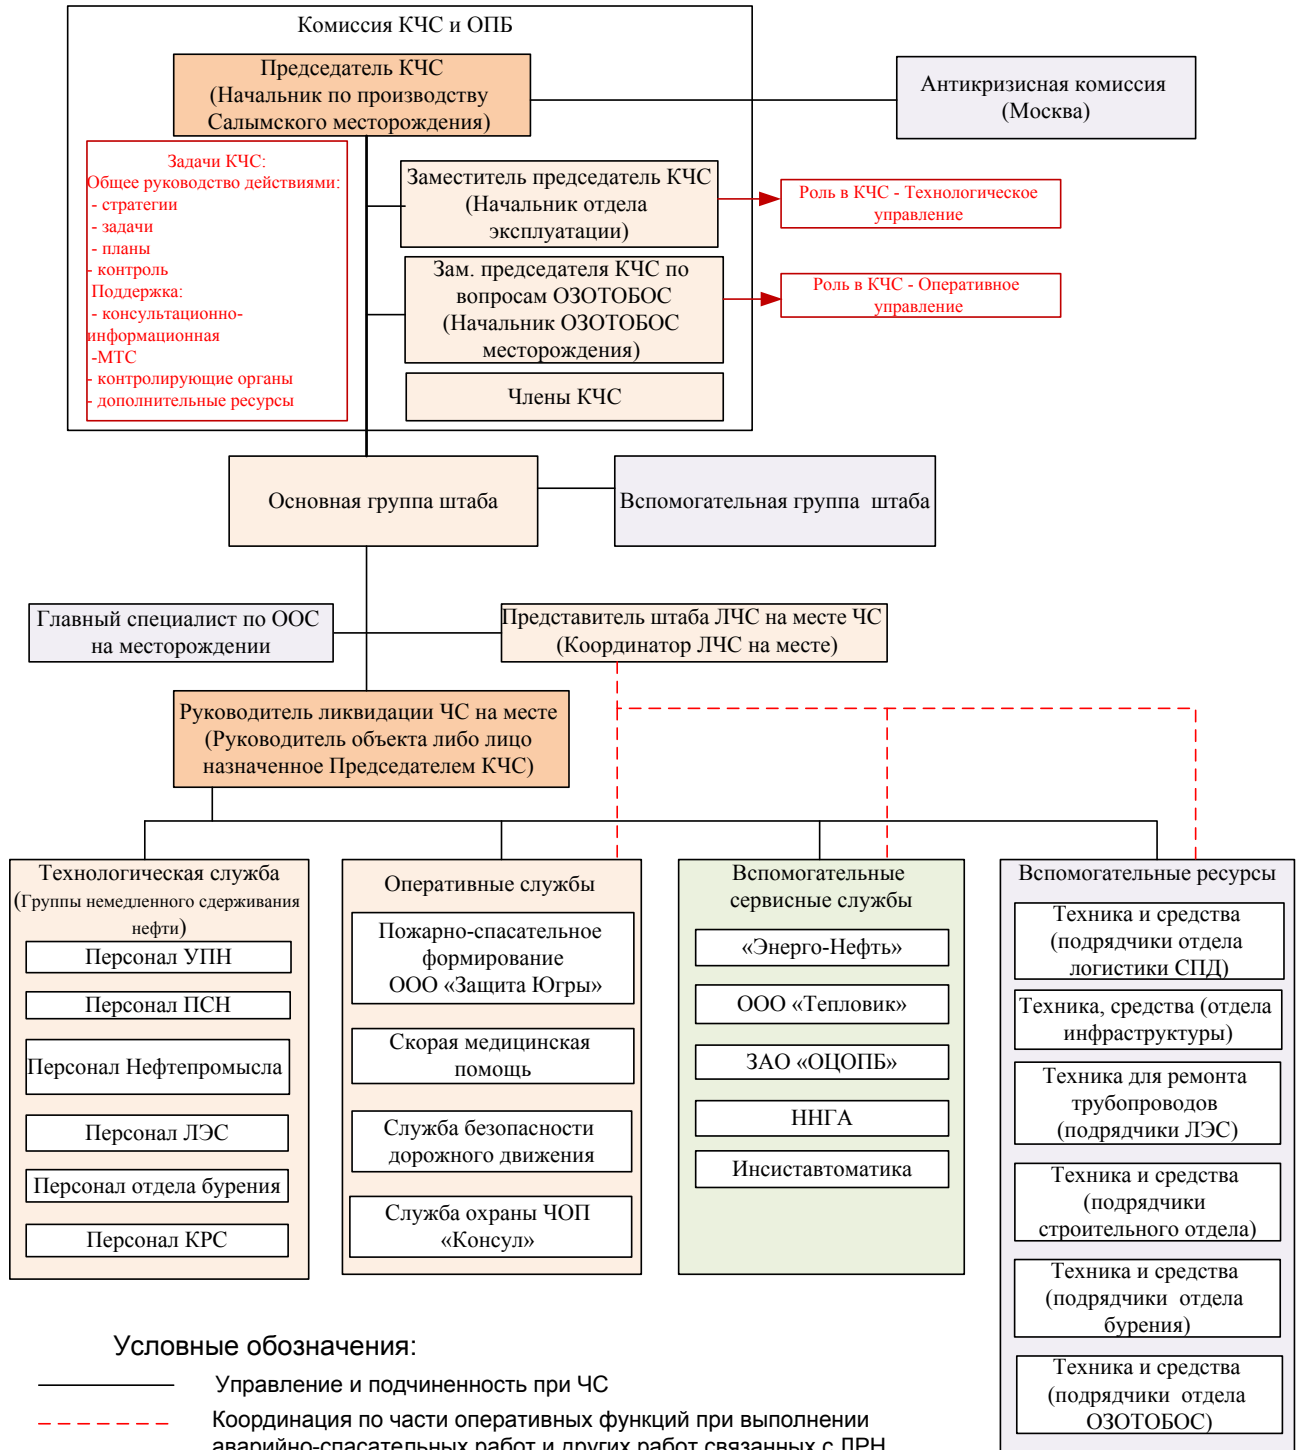 Комиссия КЧС и ОПБ
Председатель КЧС
(Начальник по производству
Салымского месторождения)
Антикризисная комиссия
(Москва)
Задачи КЧС:
Общее руководство действиями:
- стратегии
- задачи
- планы
- контроль
Поддержка:
- консультационно-
информационная
-МТС
- контролирующие органы
- дополнительные ресурсы
Заместитель председатель КЧС
(Начальник отдела
эксплуатации)
Роль в КЧС - Технологическое
управление
Зам. председателя КЧС по
вопросам ОЗОТОБОС
(Начальник ОЗОТОБОС
месторождения)
Роль в КЧС - Оперативное
управление
Члены КЧС
Основная группа штаба
Вспомогательная группа штаба
Главный специалист по ООС
на месторождении
Представитель штаба ЛЧС на месте ЧС
(Координатор ЛЧС на месте)
Руководитель ликвидации ЧС на месте
(Руководитель объекта либо лицо
назначенное Председателем КЧС)
Технологическая служба
(Группы немедленного сдерживания
нефти)
Персонал УПН
Персонал ПСН
Персонал Нефтепромысла
Персонал ЛЭС
Персонал отдела бурения
Персонал КРС
Оперативные службы
Пожарно-спасательное
формирование
ООО «Защита Югры»
Скорая медицинская
помощь
Служба безопасности
дорожного движения
Служба охраны ЧОП
«Консул»
Вспомогательные
сервисные службы
«Энерго-Нефть»
ООО «Тепловик»
ЗАО «ОЦОПБ»
ННГА
Инсиставтоматика
Вспомогательные ресурсы
Техника и средства
(подрядчики отдела
логистики СПД)
Техника, средства (отдела
инфраструктуры)
Техника для ремонта
трубопроводов
(подрядчики ЛЭС)
Техника и средства
(подрядчики
строительного отдела)
Техника и средства
(подрядчики отдела
бурения)
Техника и средства
(подрядчики отдела
ОЗОТОБОС)
Условные обозначения:
Управление и подчиненность при ЧС
Координация по части оперативных функций при выполнении
аварийно-спасательных работ и других работ связанных с ЛРН